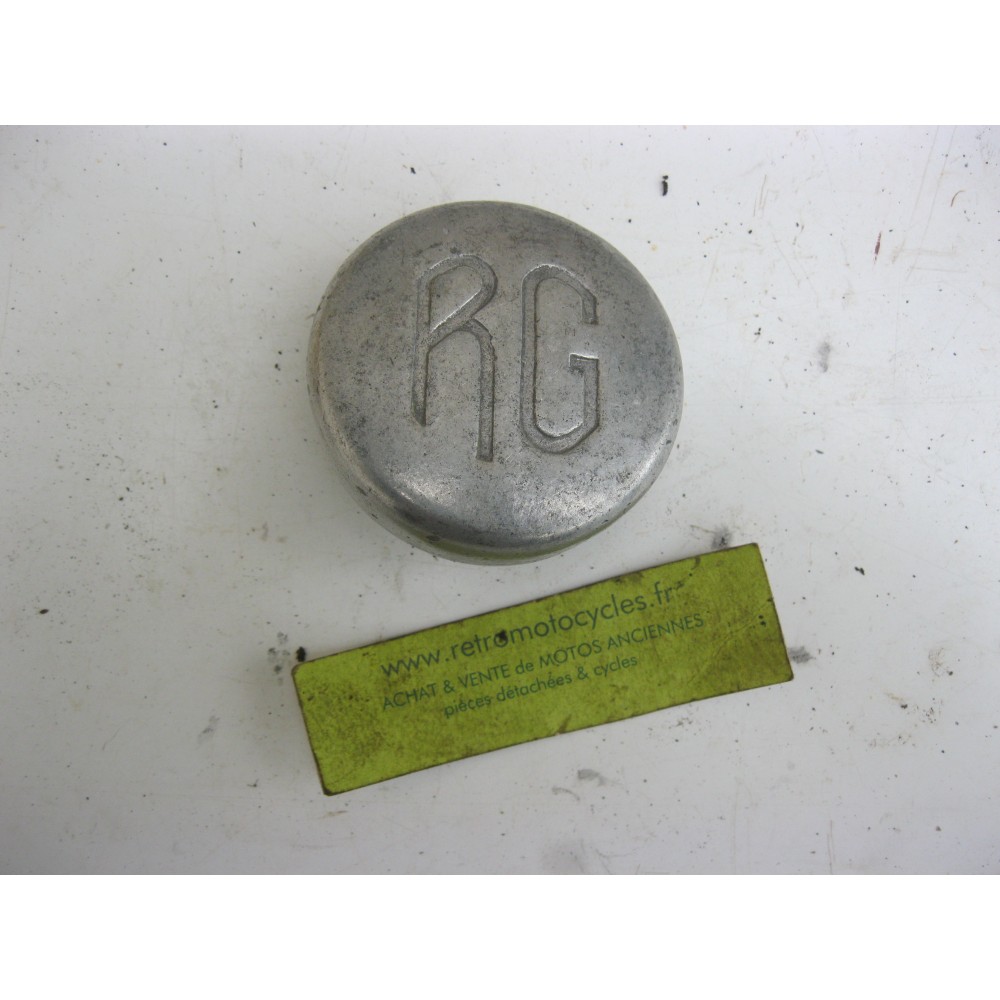 RG
www.retromotocycles.fr
ACHAT & VENTE de MOTOS ANCIENNES
pièces détachées & cycles